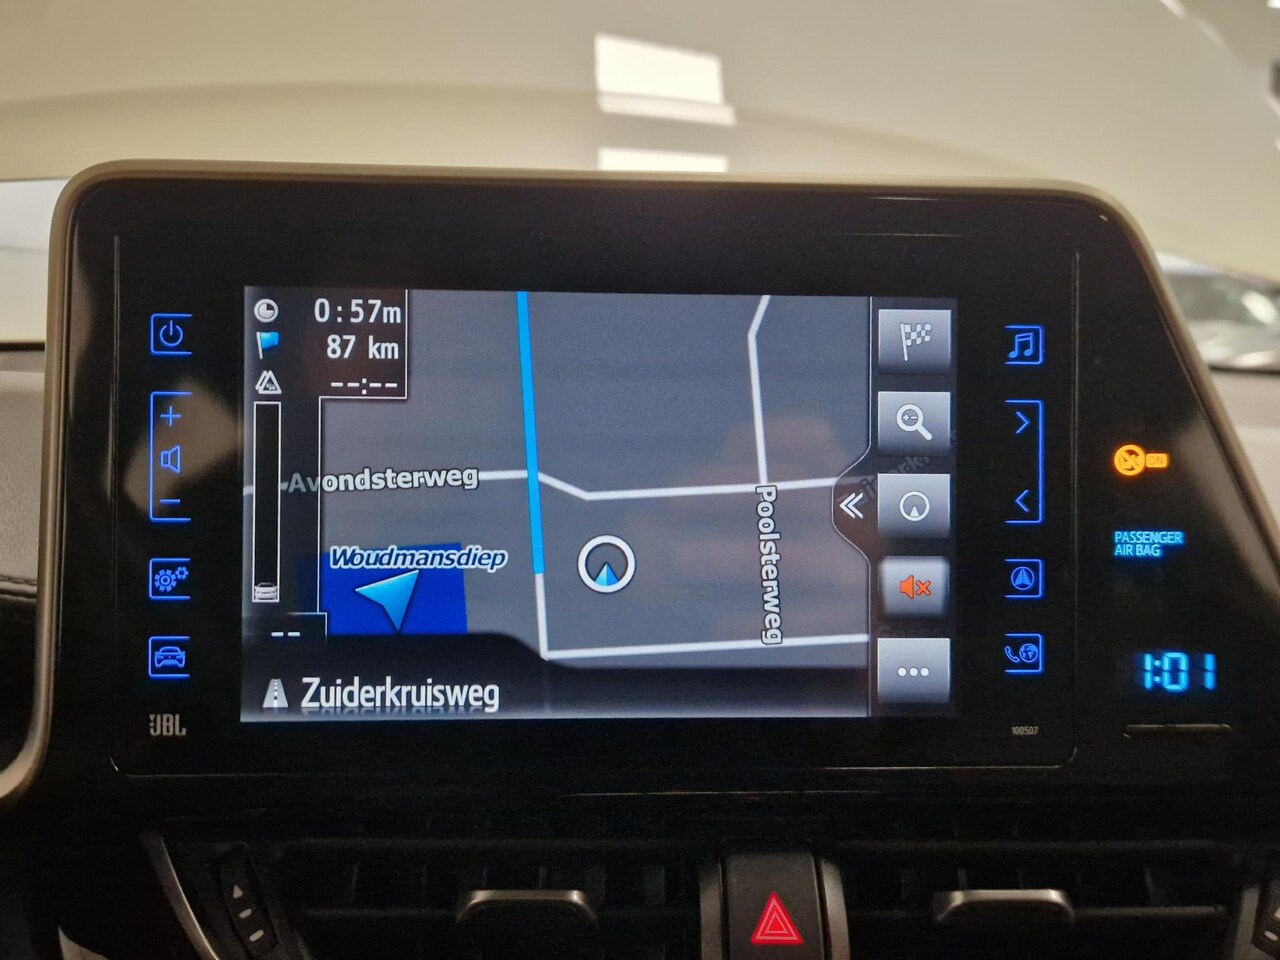 0:57m
87 km
--:--
Avondsterweg
Woudmansdiep
Poolsterweg
--
Zuiderkruisweg
JBL
100507
ON
PASSENGER
AIR BAG
1:01